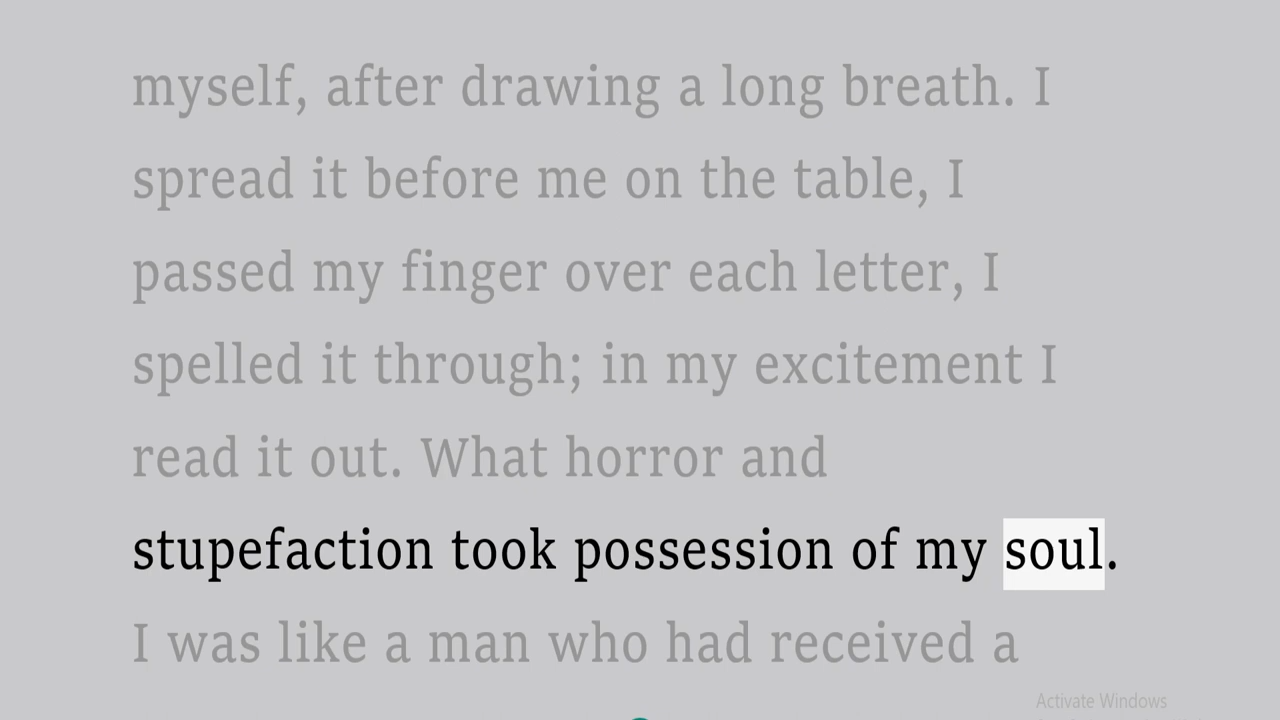 myself, after drawing a long breath. I
spread it before me on the table, I
passed my finger over each letter, I
spelled it through; in my excitement I
read it out. What horror and
stupefaction took possession of my soul.
I was like a man who had received a
Activate Windows